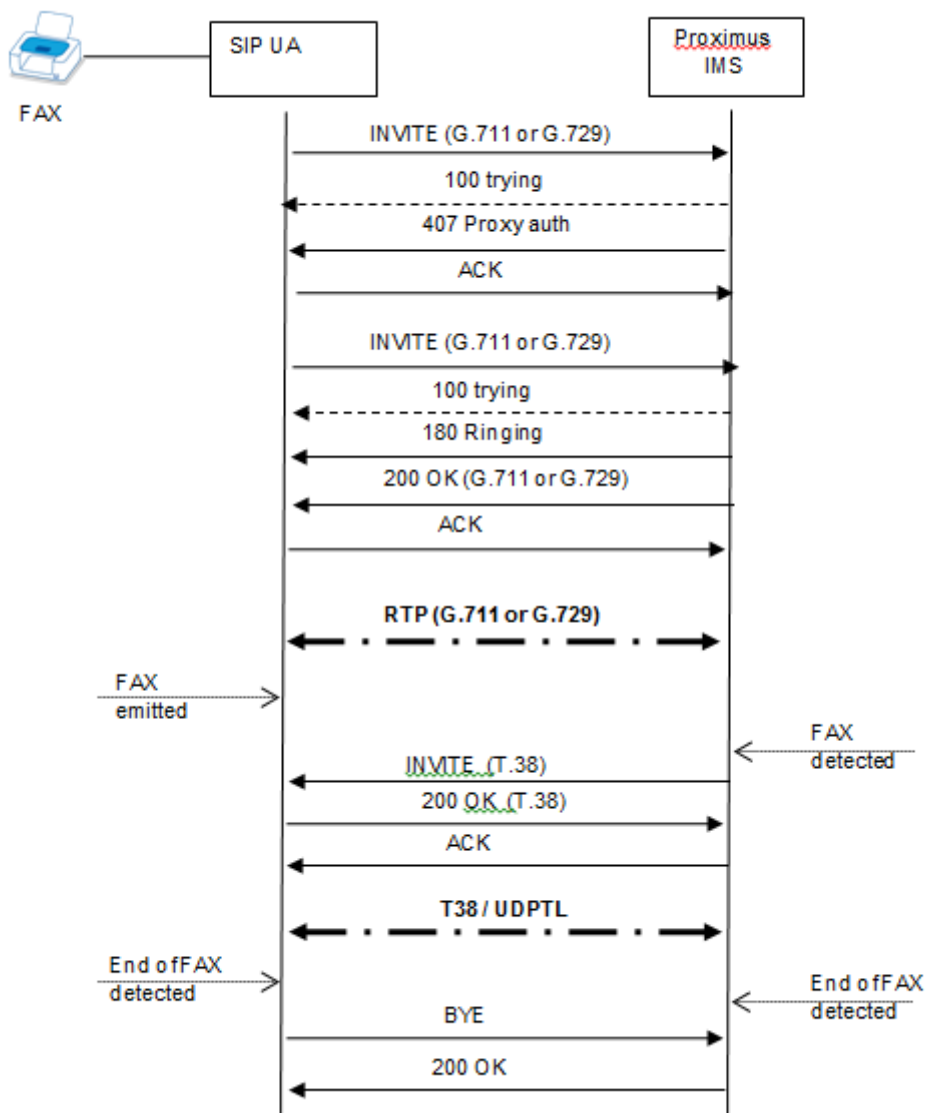 SIP UA
Proximus
IMS
FAX
INVITE (G.711 or G.729)
100 trying
407 Proxy auth
ACK
INVITE (G.711 or G.729)
100 trying
180 Ringing
200 OK (G.711 or G.729)
ACK
RTP (G.711 or G.729)
FAX
emitted
FAX
detected
INVITE (T.38)
200 OK (T.38)
ACK
T38 / UDPTL
End of FAX
detected
End of FAX
detected
BYE
200 OK